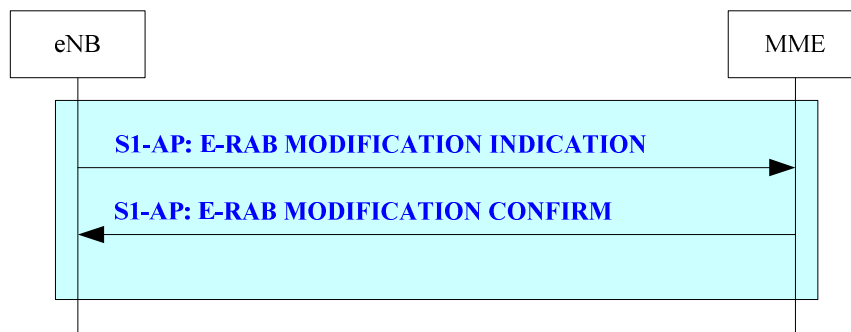 eNB
MME
S1-AP: E-RAB MODIFICATION INDICATION
S1-AP: E-RAB MODIFICATION CONFIRM